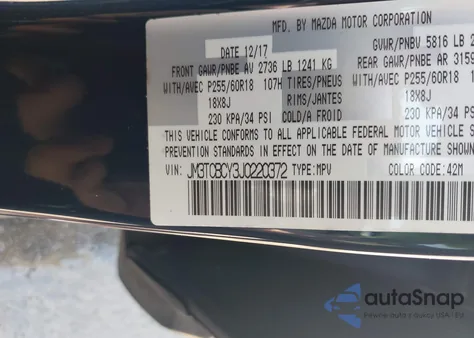 MFD. BY MAZDA MOTOR CORPORATION
DATE 12/17 GVWR/PNBV 5816 LB
FRONT GAWR/PNBE AV 2736 LB 1241 KG REAR GAWR/PNBE AR 3159
WITH/AVEC P255/60R18 107H TIRES/PNEUS WITH/AVEC P255/60R18
18X8J RIMS/JANTES 18X8J
230 KPA/34 PSI COLD/A FROID 230 KPA/34 PSI
THIS VEHICLE CONFORMS TO ALL APPLICABLE FEDERAL MOTOR VEHICLE
BUMPER STANDARDS IN EFFECT ON THE DATE OF MANUFACTURE SHOWN
VIN: JM3TCBCY3J0220372 TYPE:MPV COLOR CODE:42M
autoSnap